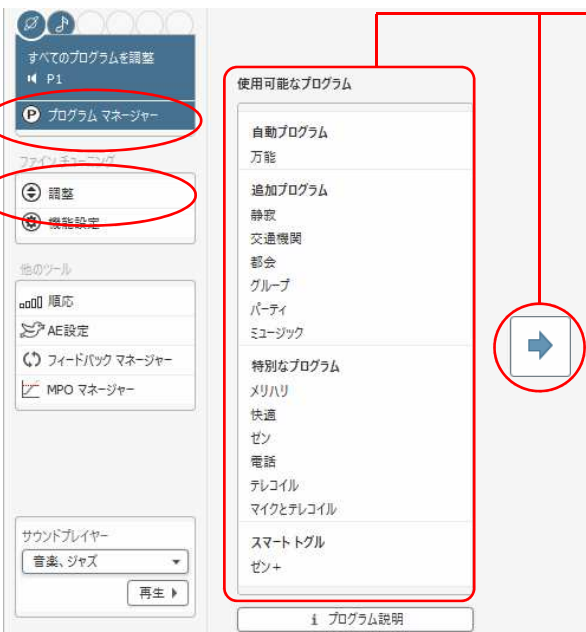 すべてのプログラムを調整
P1
P プログラム マネージャー
ファイン チューニング
調整
機能設定
他のツール
順応
AE設定
フィードバック マネージャー
MPO マネージャー
サウンドプレイヤー
音楽、ジャズ
再生
使用可能なプログラム
自動プログラム
万能
追加プログラム
静寂
交通機関
都会
グループ
パーティ
ミュージック
特別なプログラム
メリハリ
快適
ゼン
電話
テレコイル
マイクとテレコイル
スマートトグル
ゼン+
i プログラム説明